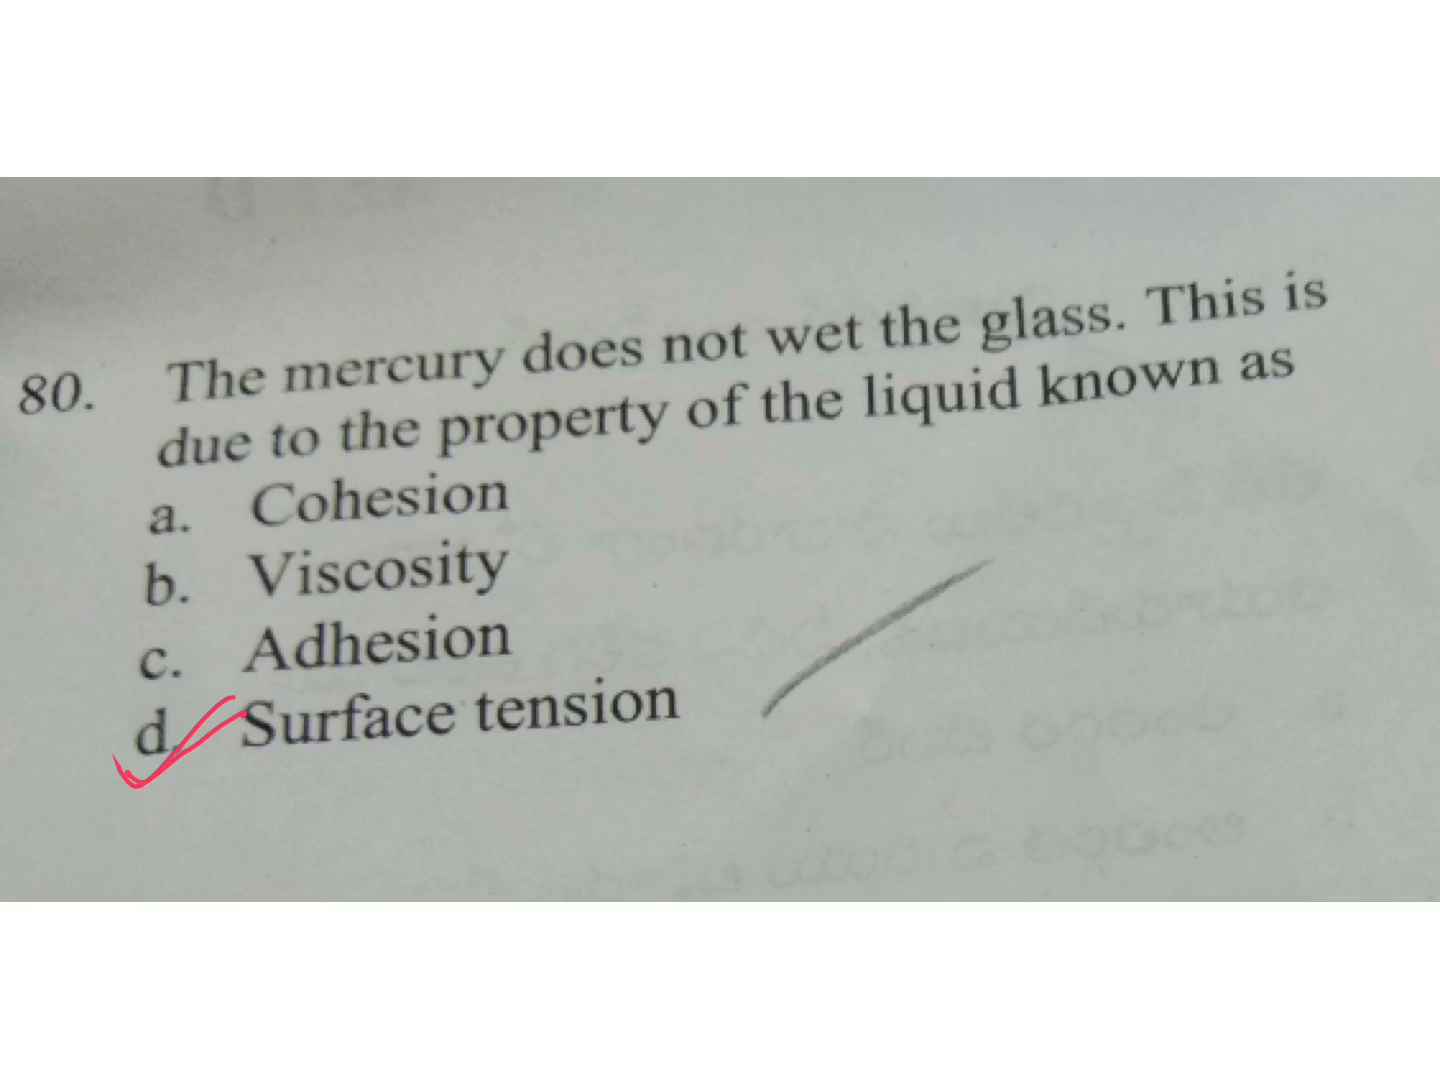 80. The mercury does not wet the glass. This is
due to the property of the liquid known as
a. Cohesion
b. Viscosity
c. Adhesion
d. Surface tension